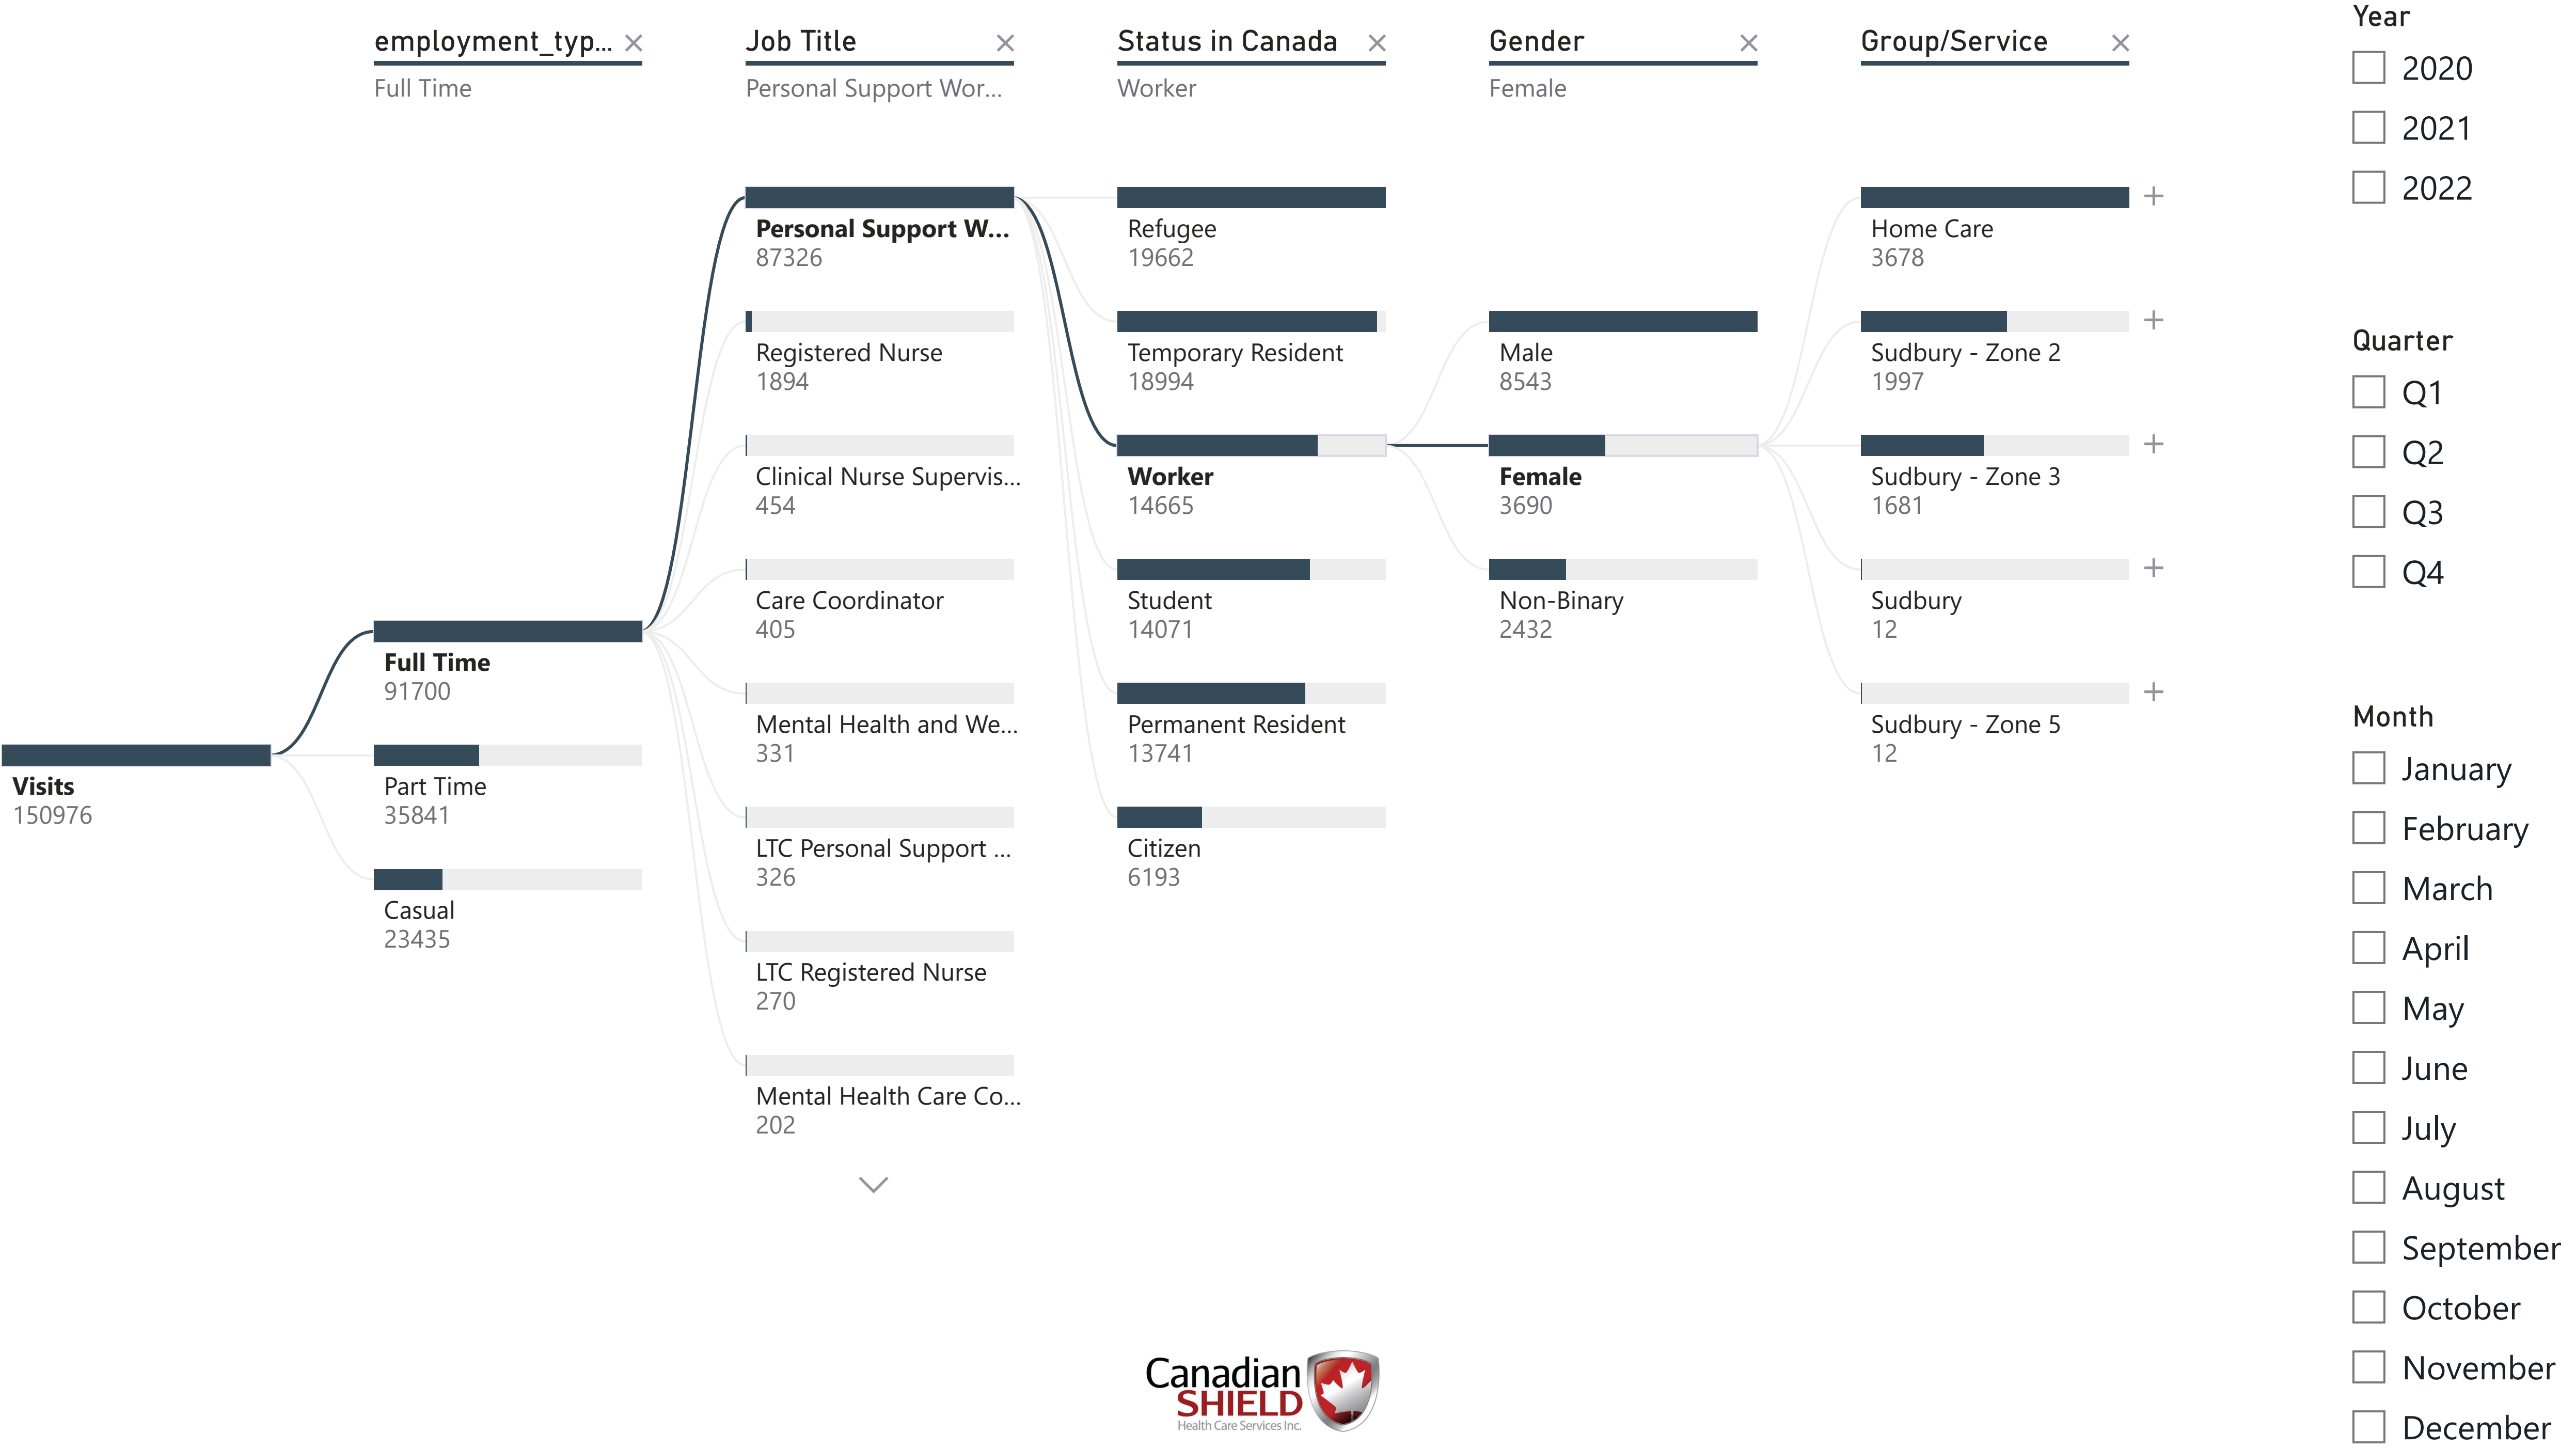 employment_typ...
Full Time
Job Title
Personal Support Wor...
Status in Canada
Worker
Gender
Female
Group/Service
Visits
150976
Full Time
91700
Part Time
35841
Casual
23435
Personal Support W...
87326
Registered Nurse
1894
Clinical Nurse Supervis...
454
Care Coordinator
405
Mental Health and We...
331
LTC Personal Support ...
326
LTC Registered Nurse
270
Mental Health Care Co...
202
Refugee
19662
Temporary Resident
18994
Worker
14665
Student
14071
Permanent Resident
13741
Citizen
6193
Male
8543
Female
3690
Non-Binary
2432
Home Care
3678
Sudbury - Zone 2
1997
Sudbury - Zone 3
1681
Sudbury
12
Sudbury - Zone 5
12
Year
2020
2021
2022
Quarter
Q1
Q2
Q3
Q4
Month
January
February
March
April
May
June
July
August
September
October
November
December
Canadian
SHIELD
Health Care Services Inc.